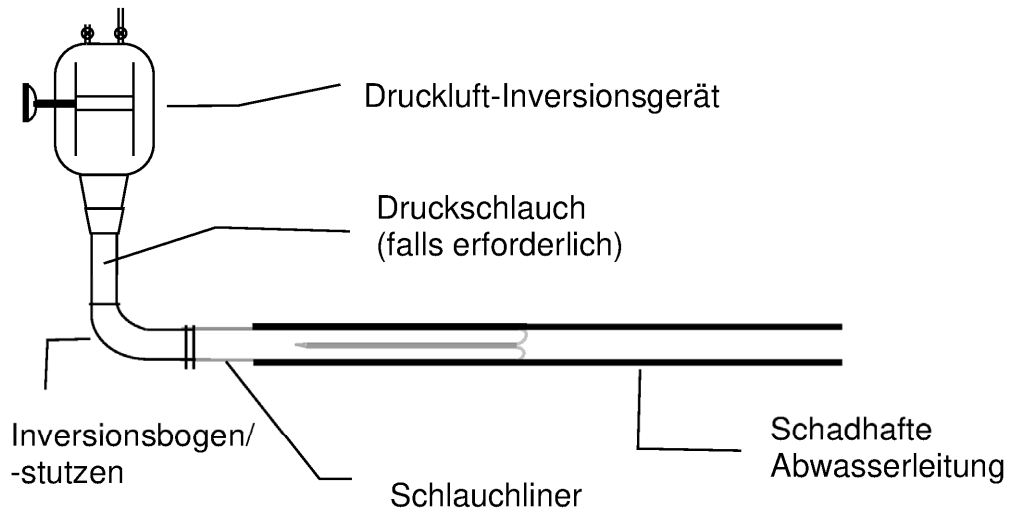 Druckluft-Inversionsgerät
Druckschlauch
(falls erforderlich)
Inversionsbogen/
-stutzen
Schlauchliner
Schadhafte
Abwasserleitung